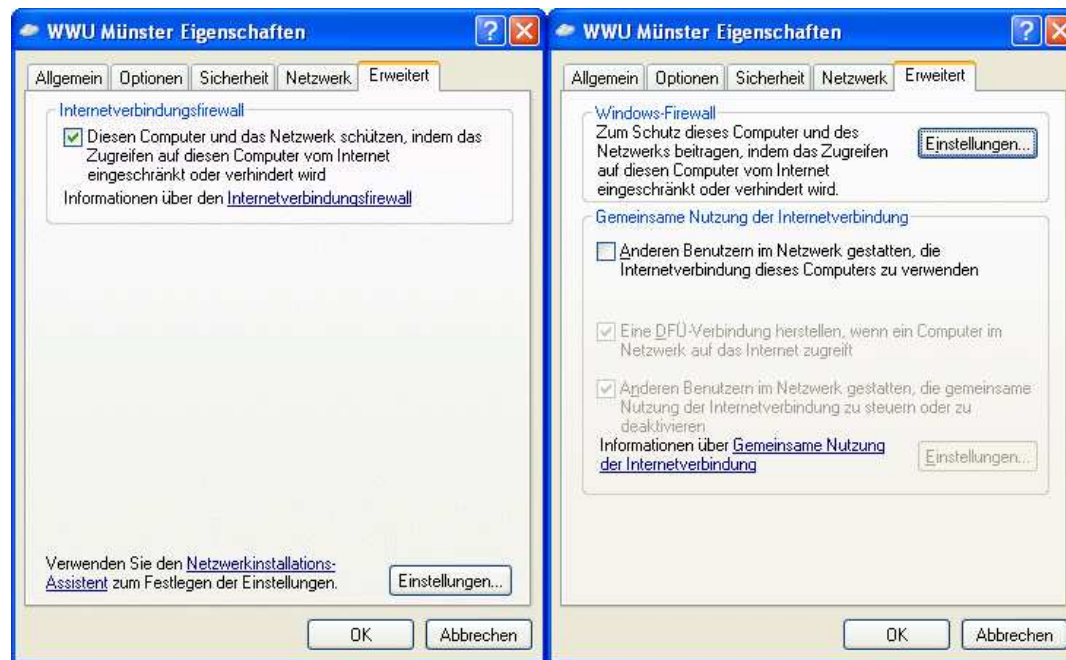 WWU Münster Eigenschaften
Allgemein Optionen Sicherheit Netzwerk Erweitert
Internetverbindungsfirewall
Diesen Computer und das Netzwerk schützen, indem das
Zugreifen auf diesen Computer vom Internet
eingeschränkt oder verhindert wird
Informationen über den Internetverbindungsfirewall
Verwenden Sie den Netzwerkinstallations-
Assistent zum Festlegen der Einstellungen.
Einstellungen...
OK Abbrechen
WWU Münster Eigenschaften
Allgemein Optionen Sicherheit Netzwerk Erweitert
Windows-Firewall
Zum Schutz dieses Computer und des
Netzwerks beitragen, indem das Zugreifen
auf diesen Computer vom Internet
eingeschränkt oder verhindert wird.
Einstellungen...
Gemeinsame Nutzung der Internetverbindung
Anderen Benutzern im Netzwerk gestatten, die
Internetverbindung dieses Computers zu verwenden
Eine DFÜ-Verbindung herstellen, wenn ein Computer im
Netzwerk auf das Internet zugreift
Anderen Benutzern im Netzwerk gestatten, die gemeinsame
Nutzung der Internetverbindung zu steuern oder zu
deaktivieren
Informationen über Gemeinsame Nutzung
der Internetverbindung
Einstellungen...
OK Abbrechen